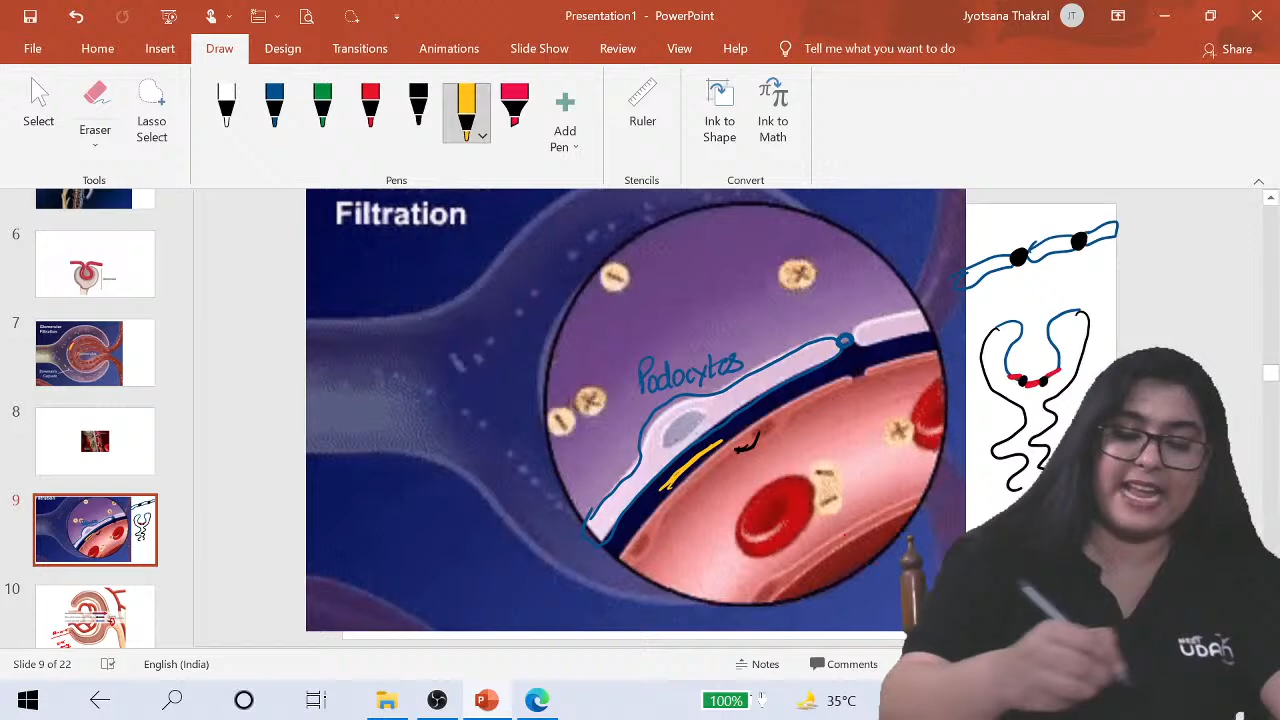 Presentation1 - PowerPoint
Jyotsana Thakral
JT
File
Home
Insert
Draw
Design
Transitions
Animations
Slide Show
Review
View
Help
Tell me what you want to do
Share
Select
Eraser
Lasso
Select
Add
Pen
Ruler
Ink to
Shape
Ink to
Math
Tools
Pens
Stencils
Convert
6
7
8
9
10
Filtration
Podocytes
UDAN
Slide 9 of 22
English (India)
Notes
Comments
100%
35°C